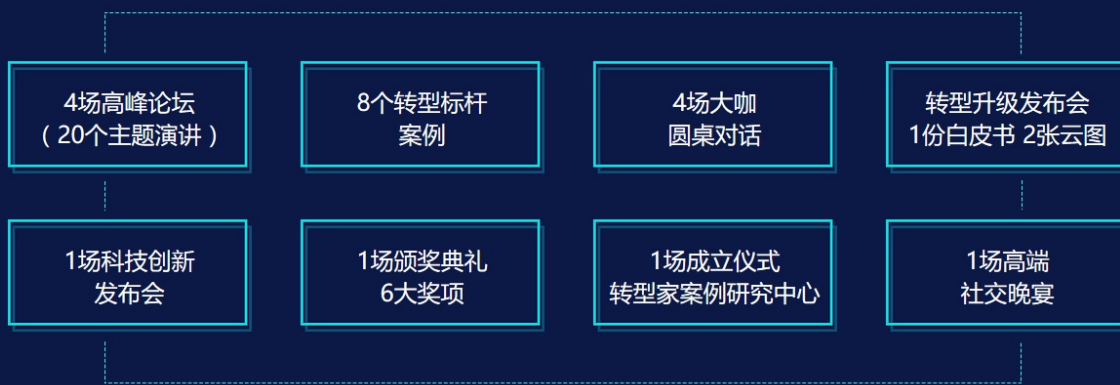 4场高峰论坛
（20个主题演讲）
8个转型标杆
案例
4场大咖
圆桌对话
转型升级发布会
1份白皮书 2张云图
1场科技创新
发布会
1场颁奖典礼
6大奖项
1场成立仪式
转型家案例研究中心
1场高端
社交晚宴